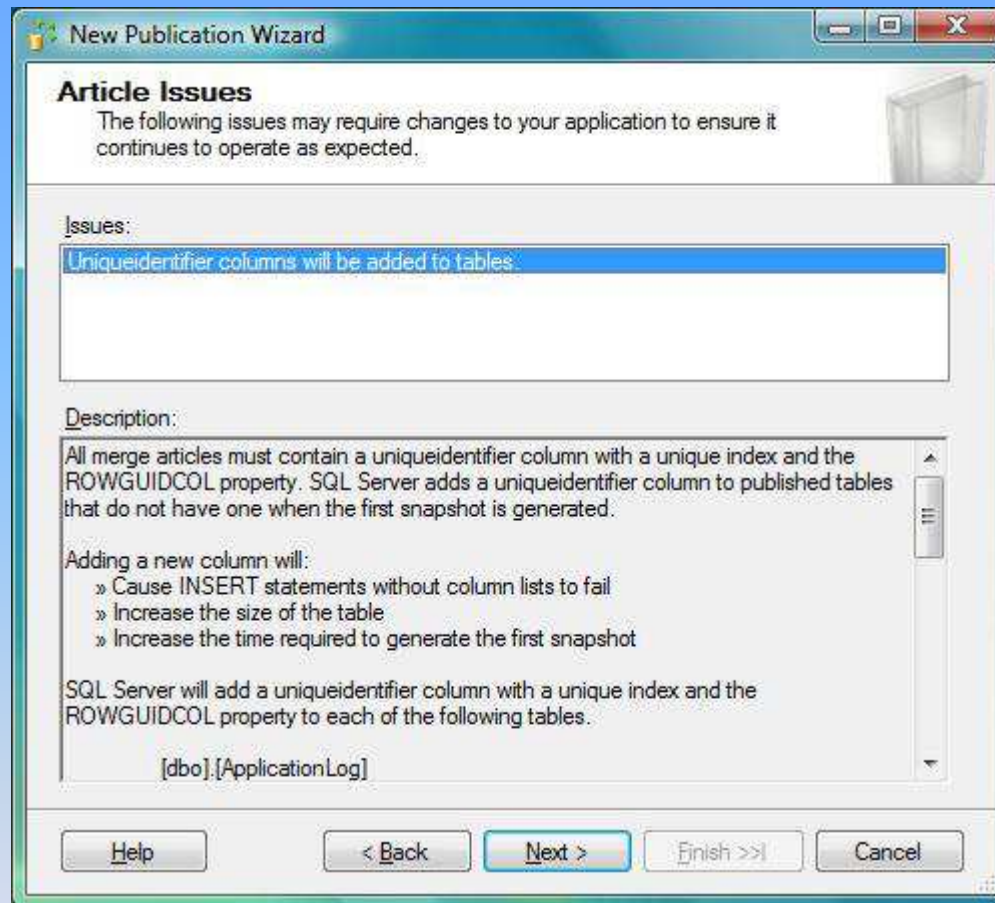 New Publication Wizard
Article Issues
The following issues may require changes to your application to ensure it
continues to operate as expected.
Issues:
Uniqueidentifier columns will be added to tables.
Description:
All merge articles must contain a uniqueidentifier column with a unique index and the
ROWGUIDCOL property. SQL Server adds a uniqueidentifier column to published tables
that do not have one when the first snapshot is generated.
Adding a new column will:
» Cause INSERT statements without column lists to fail
» Increase the size of the table
» Increase the time required to generate the first snapshot
SQL Server will add a uniqueidentifier column with a unique index and the
ROWGUIDCOL property to each of the following tables.
[dbo].[ApplicationLog]
Help
< Back
Next >
Finish >>|
Cancel